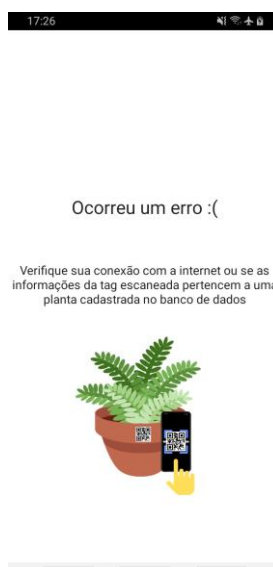 17:26
Ocorreu um erro :(
Verifique sua conexão com a internet ou se as
informações da tag escaneada pertencem a uma
planta cadastrada no banco de dados